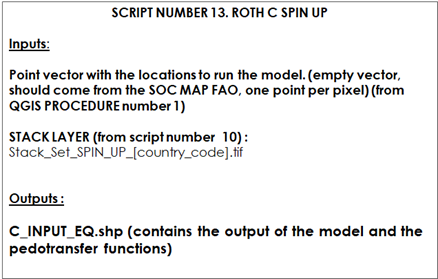 SCRIPT NUMBER 13. ROTH C SPIN UP
Inputs:
Point vector with the locations to run the model. (empty vector,
should come from the SOC MAP FAO, one point per pixel) (from
QGIS PROCEDURE number 1)
STACK LAYER (from script number 10) :
Stack_Set_SPIN_UP_[country_code].tif
Outputs :
C_INPUT_EQ.shp (contains the output of the model and the
pedotransfer functions)